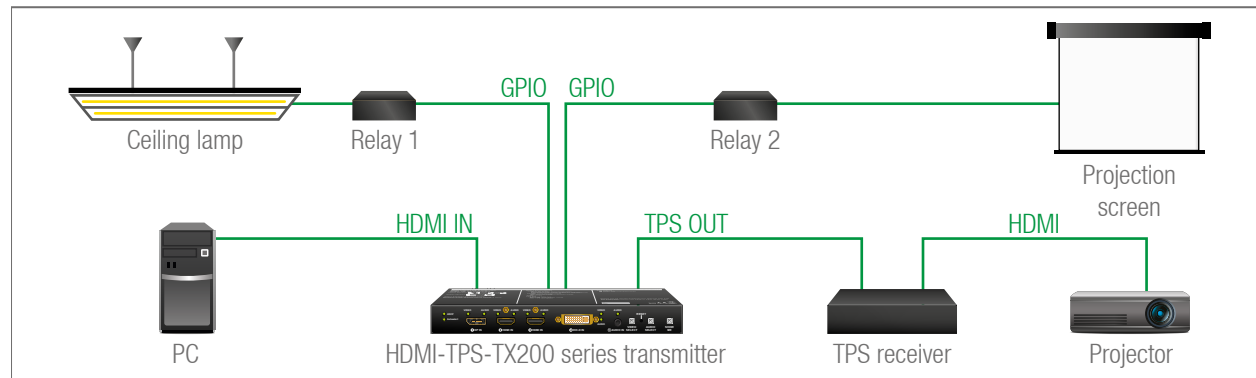 GPIO GPIO
Ceiling lamp
Relay 1
Relay 2
Projection
screen
HDMI IN
TPS OUT
HDMI
PC
HDMI-TPS-TX200 series transmitter
TPS receiver
Projector